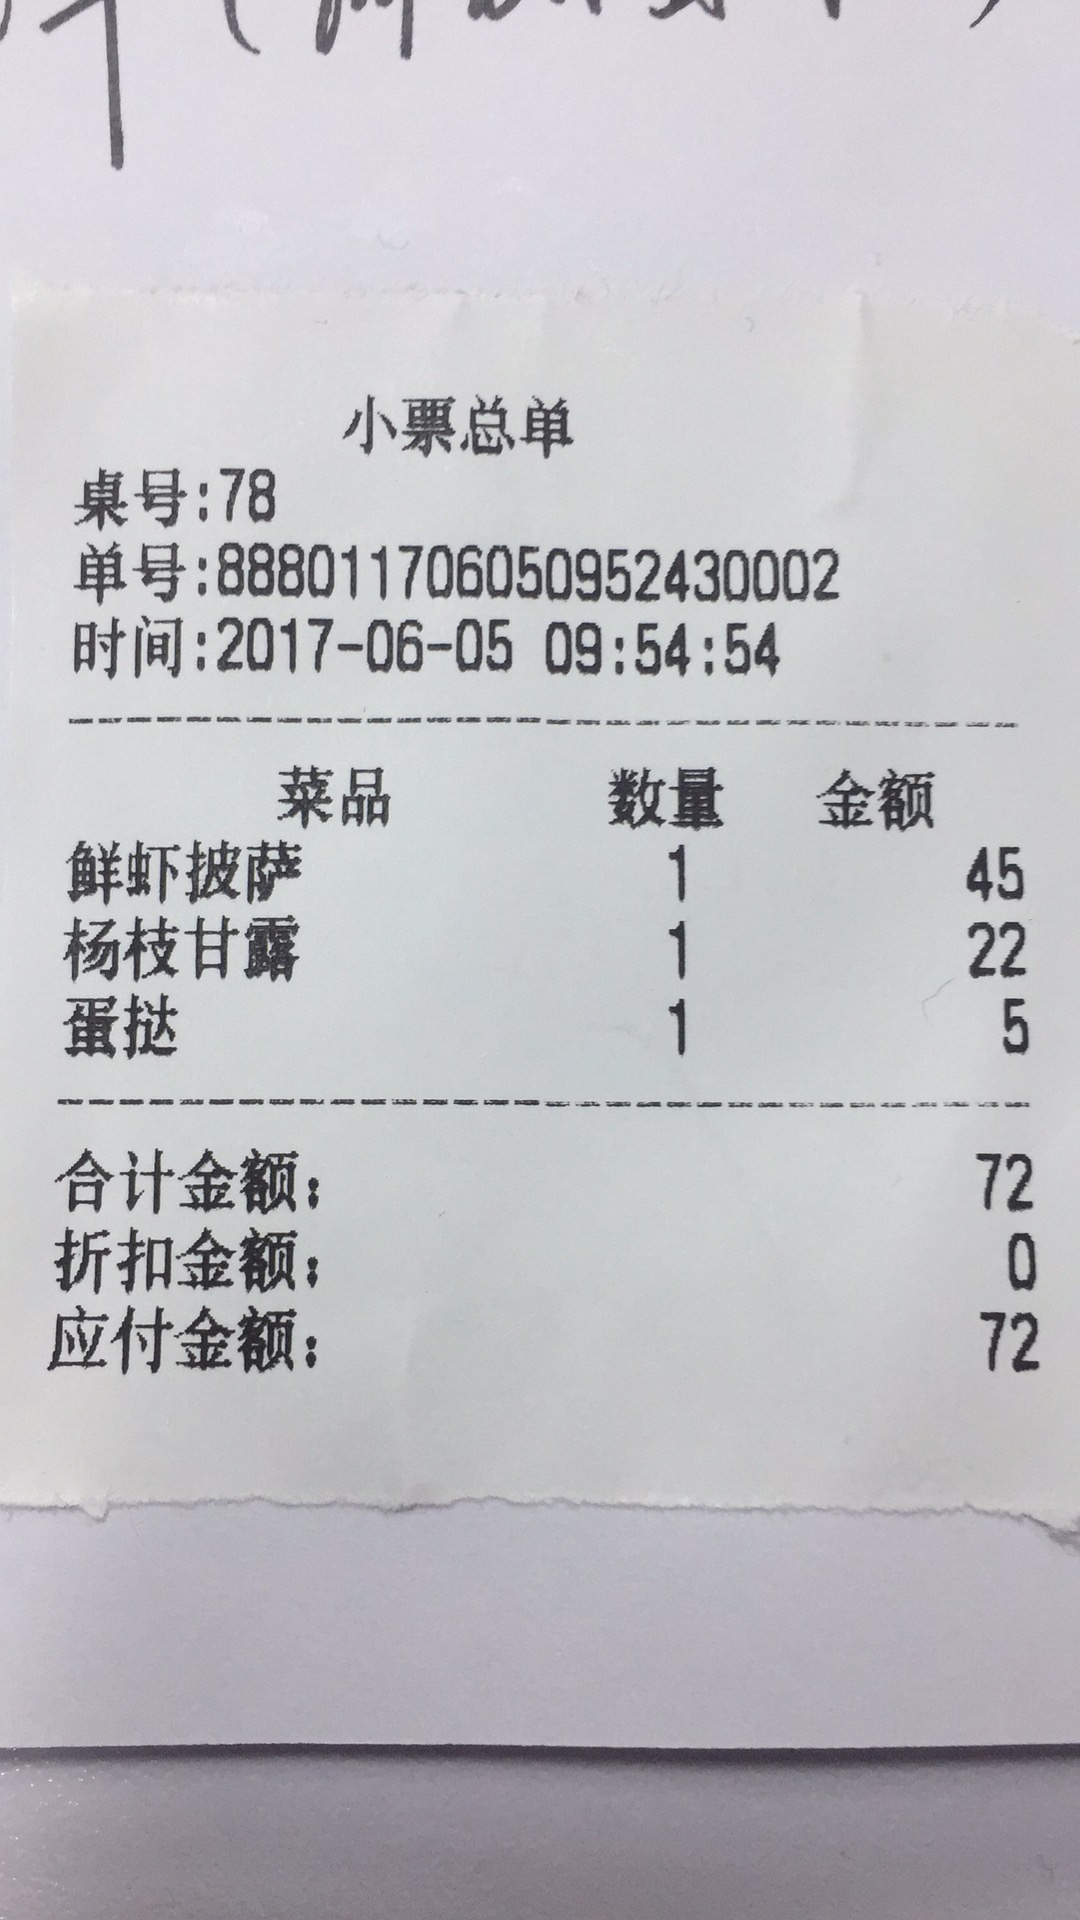 小票总单
桌号:78
单号:88801170605095243​0002
时间:2017-06-05 09:54:54
菜品 数量 金额
鲜虾披萨 1 45
杨枝甘露 1 22
蛋挞 1 5
合计金额: 72
折扣金额: 0
应付金额: 72